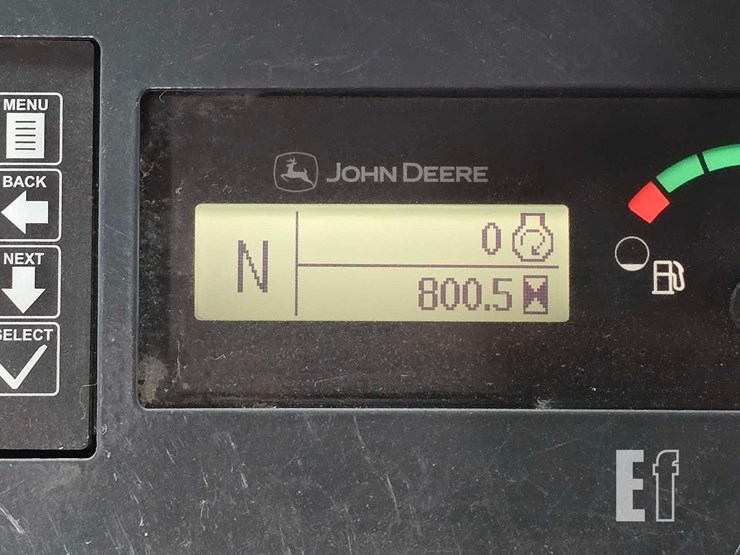 MENU
BACK
NEXT
SELECT
JOHN DEERE
N
0
800.5
Ef